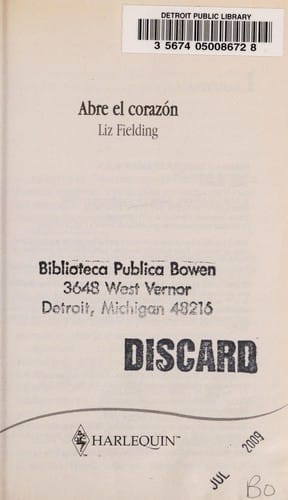 DETROIT PUBLIC LIBRARY
3 5674 05008672 8
Abre el corazón
Liz Fielding
Biblioteca Publica Bowen
3648 West Vernor
Detroit, Michigan 48216
DISCARD
HARLEQUIN™
JUL 2009
Bo